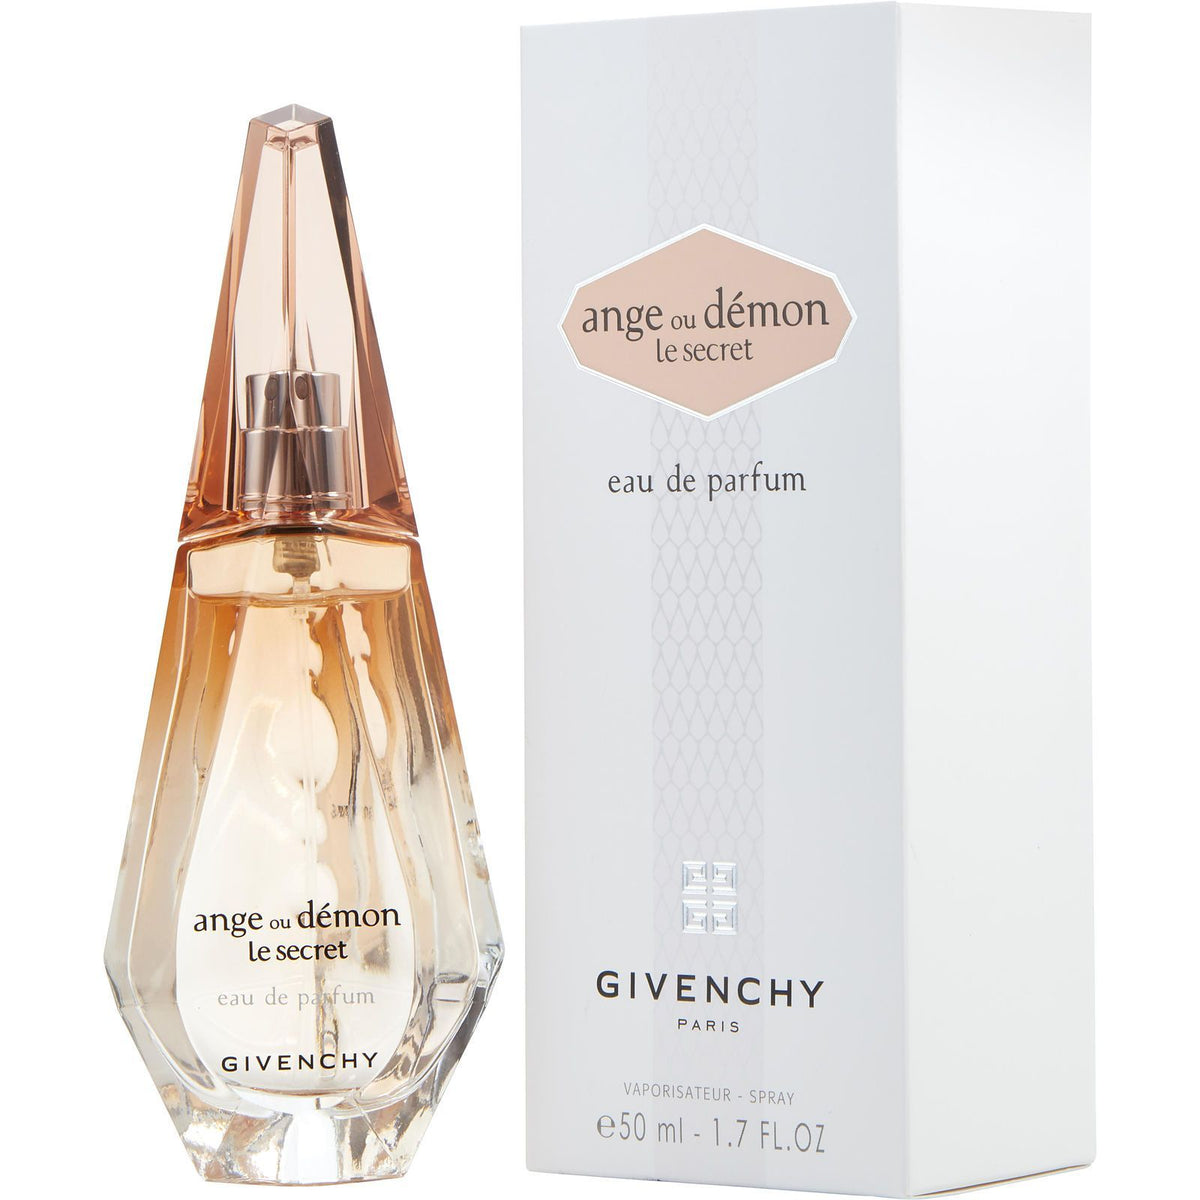 ange ou démon
le secret
eau de parfum
GIVENCHY
ange ou démon
le secret
eau de parfum
GIVENCHY
PARIS
VAPORISATEUR - SPRAY
℮50 ml - 1.7 FL.OZ